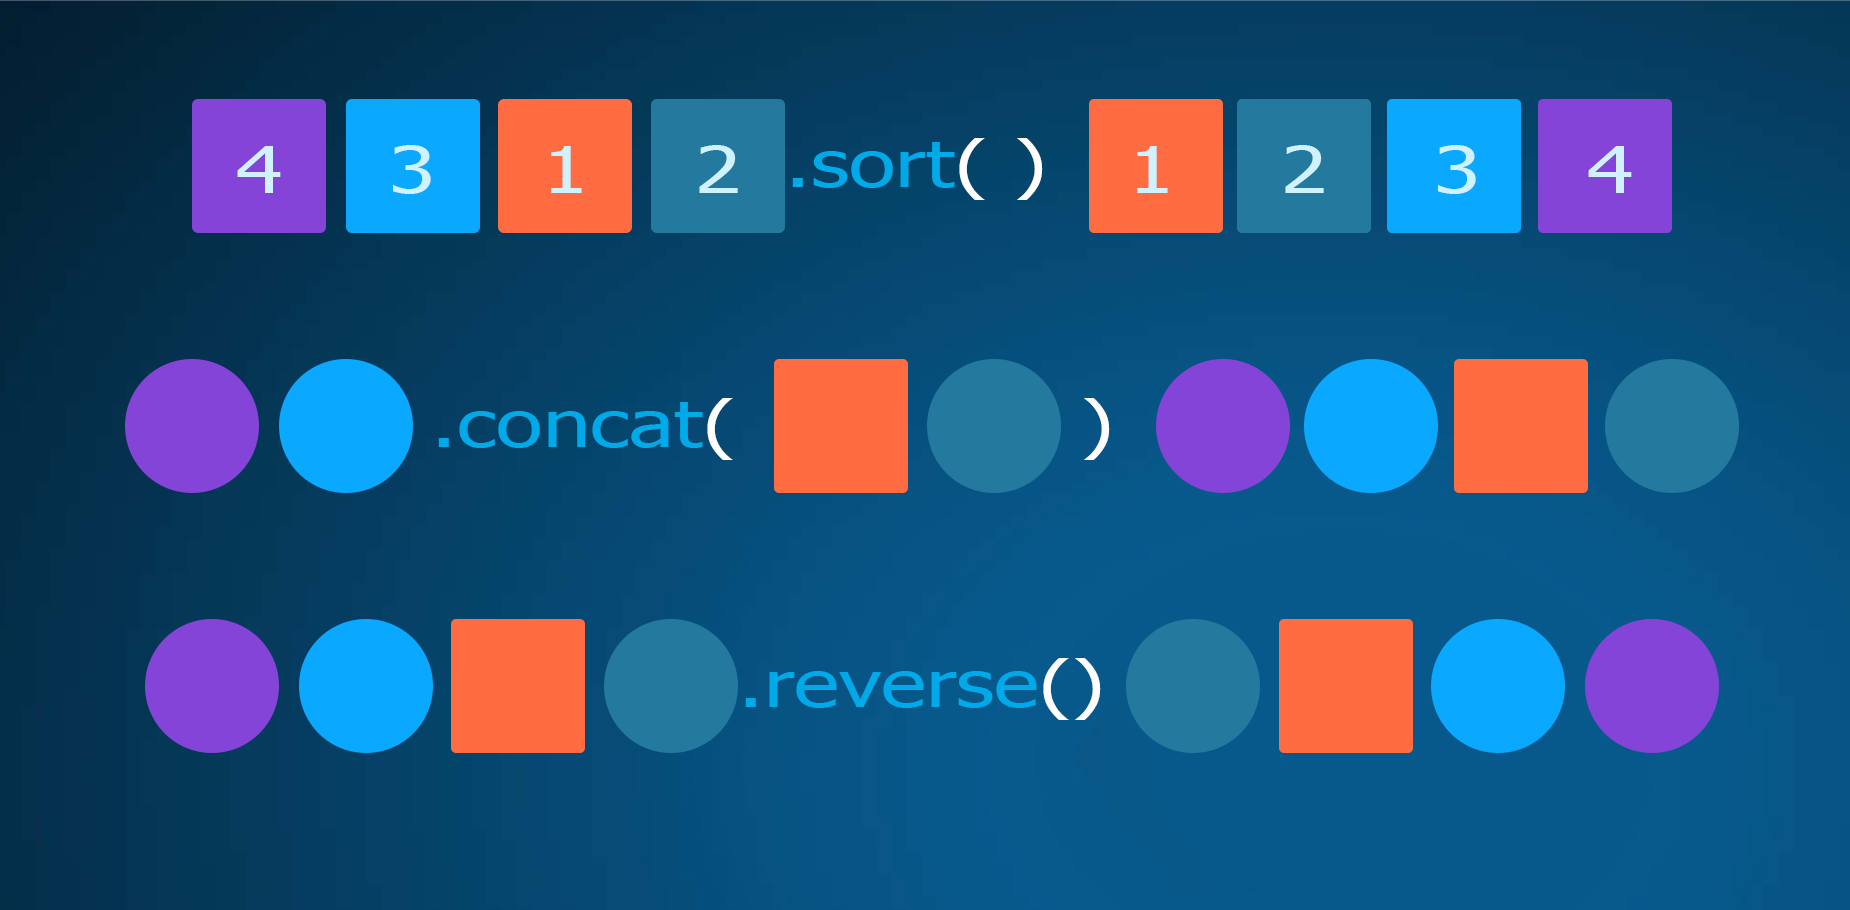 4 3 1 2 .sort( ) 1 2 3 4
.concat( )
.reverse()